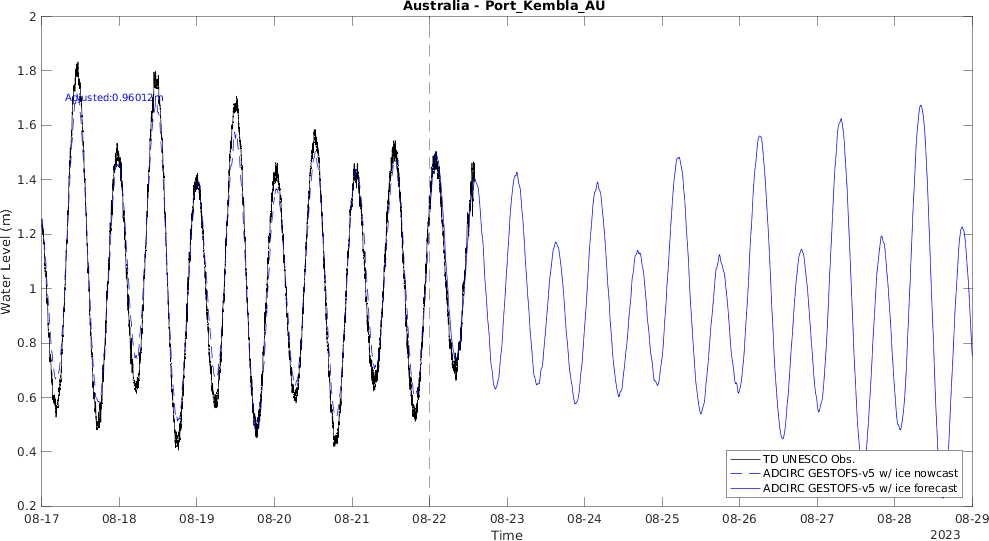 Australia - Port_Kembla_AU
Water Level (m)
2
1.8
1.6
1.4
1.2
1
0.8
0.6
0.4
0.2
Adjusted:0.96012 m
TD UNESCO Obs.
ADCIRC GESTOFS-v5 w/ ice nowcast
ADCIRC GESTOFS-v5 w/ ice forecast
08-17 08-18 08-19 08-20 08-21 08-22 08-23 08-24 08-25 08-26 08-27 08-28 08-29
Time
2023